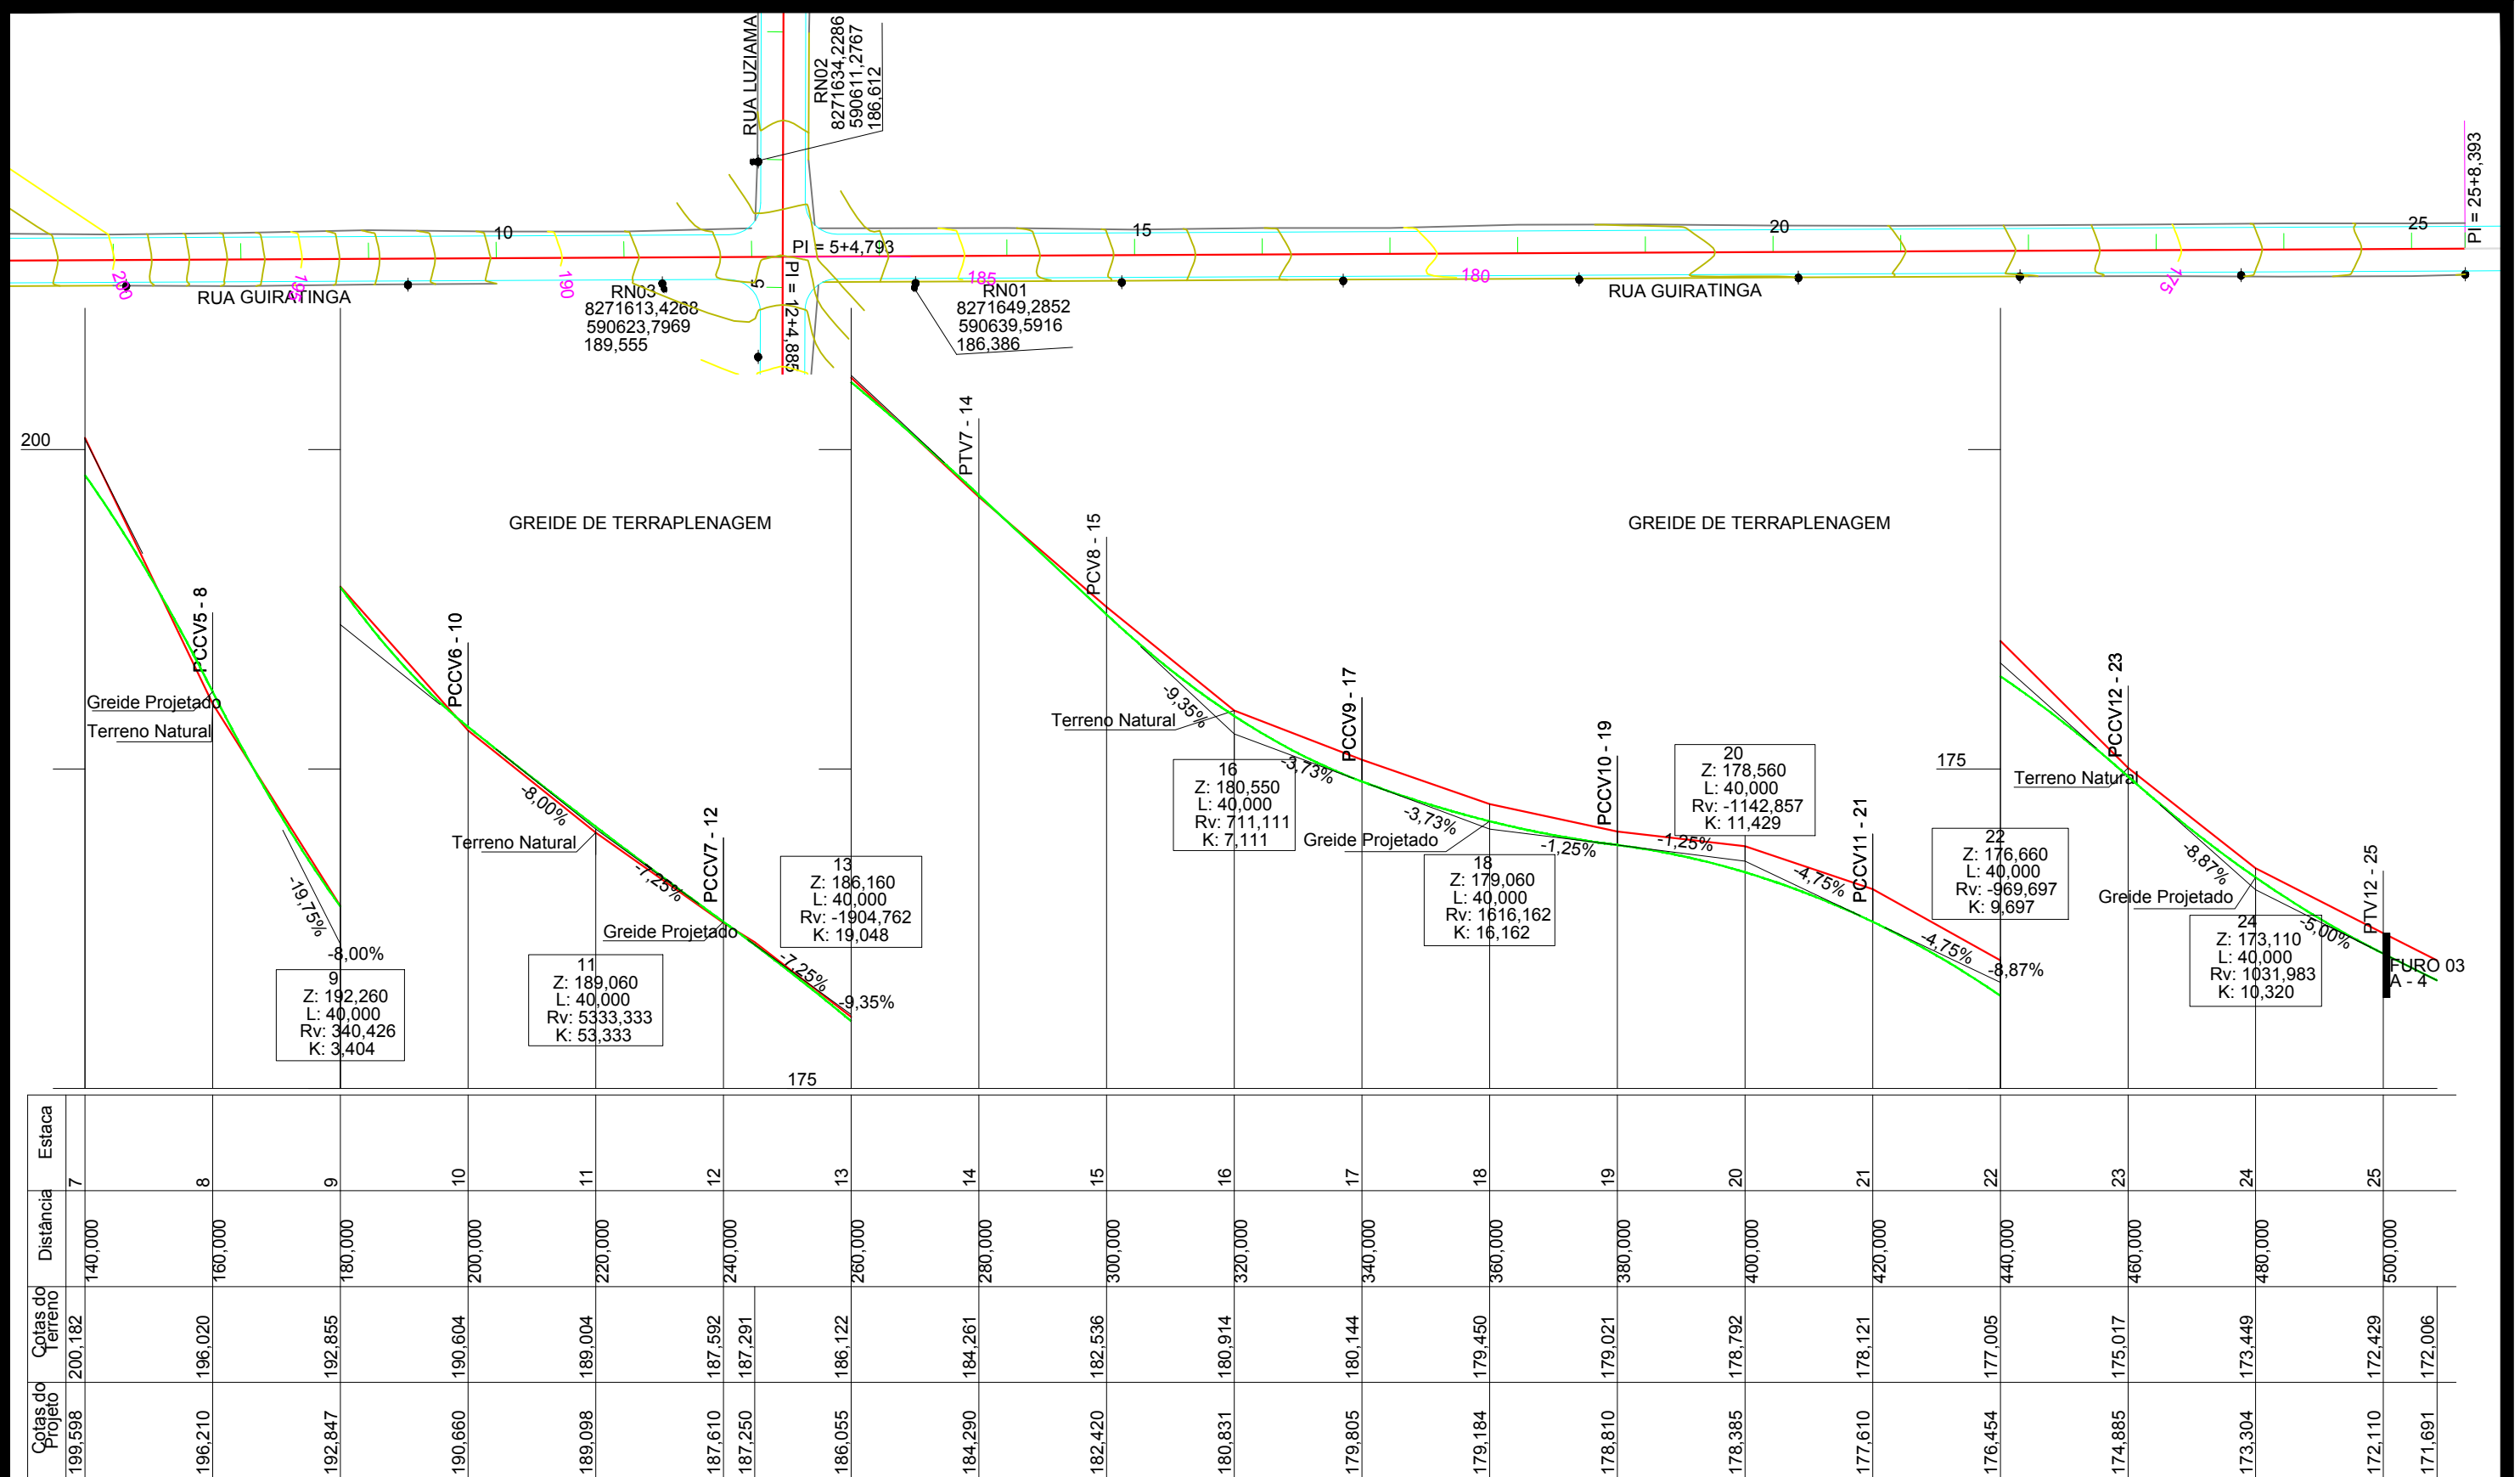 RUA LUZIAMA
RN02
8271634,2286
590611,2767
186,612
PI = 25+8,393
10
15
20
25
PI = 5+4,793
PI = 12+4,885
5
200
195
190
185
180
175
RUA GUIRATINGA
RN03
8271613,4268
590623,7969
189,555
RN01
8271649,2852
590639,5916
186,386
RUA GUIRATINGA
200
PTV7 - 14
GREIDE DE TERRAPLENAGEM
GREIDE DE TERRAPLENAGEM
PCCV5 - 8
PCCV6 - 10
PCV8 - 15
Greide Projetado
Terreno Natural
-19,75%
-8,00%
9
Z: 192,260
L: 40,000
Rv: 340,426
K: 3,404
-8,00%
Terreno Natural
-7,25%
PCCV7 - 12
Greide Projetado
11
Z: 189,060
L: 40,000
Rv: 5333,333
K: 53,333
13
Z: 186,160
L: 40,000
Rv: -1904,762
K: 19,048
-7,25%
-9,35%
175
Terreno Natural
-9,35%
-3,73%
PCCV9 - 17
16
Z: 180,550
L: 40,000
Rv: 711,111
K: 7,111
Greide Projetado
-3,73%
18
Z: 179,060
L: 40,000
Rv: 1616,162
K: 16,162
-1,25%
PCCV10 - 19
-1,25%
20
Z: 178,560
L: 40,000
Rv: -1142,857
K: 11,429
-4,75%
PCCV11 - 21
175
22
Z: 176,660
L: 40,000
Rv: -969,697
K: 9,697
-4,75%
-8,87%
PCCV12 - 23
Terreno Natural
-8,87%
Greide Projetado
24
Z: 173,110
L: 40,000
Rv: 1031,983
K: 10,320
-5,00%
PTV12 - 25
FURO 03
A - 4
Estaca 7 8 9 10 11 12 13 14 15 16 17 18 19 20 21 22 23 24 25
Distância 140,000 160,000 180,000 200,000 220,000 240,000 260,000 280,000 300,000 320,000 340,000 360,000 380,000 400,000 420,000 440,000 460,000 480,000 500,000
Cotas do Terreno 200,182 196,020 192,855 190,604 189,004 187,592 187,291 186,122 184,261 182,536 180,914 180,144 179,450 179,021 178,792 178,121 177,005 175,017 173,449 172,429 172,006
Cotas do Projeto 199,598 196,210 192,847 190,660 189,098 187,610 187,250 186,055 184,290 182,420 180,831 179,805 179,184 178,810 178,385 177,610 176,454 174,885 173,304 172,110 171,691